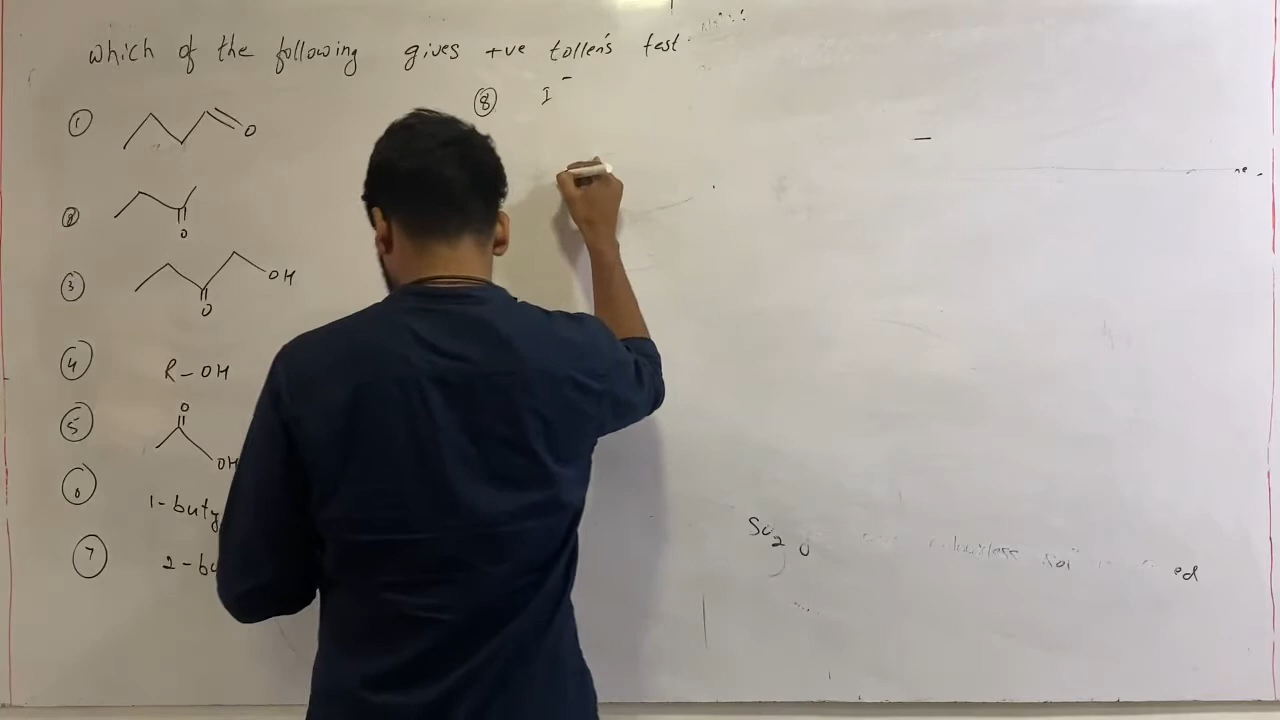 which of the following gives +ve tollen's test
① O
② O
③ O OH
④ R-OH
⑤ O OH
⑥ 1-buty
⑦ 2-bu
⑧ I⁻
SO2
ed